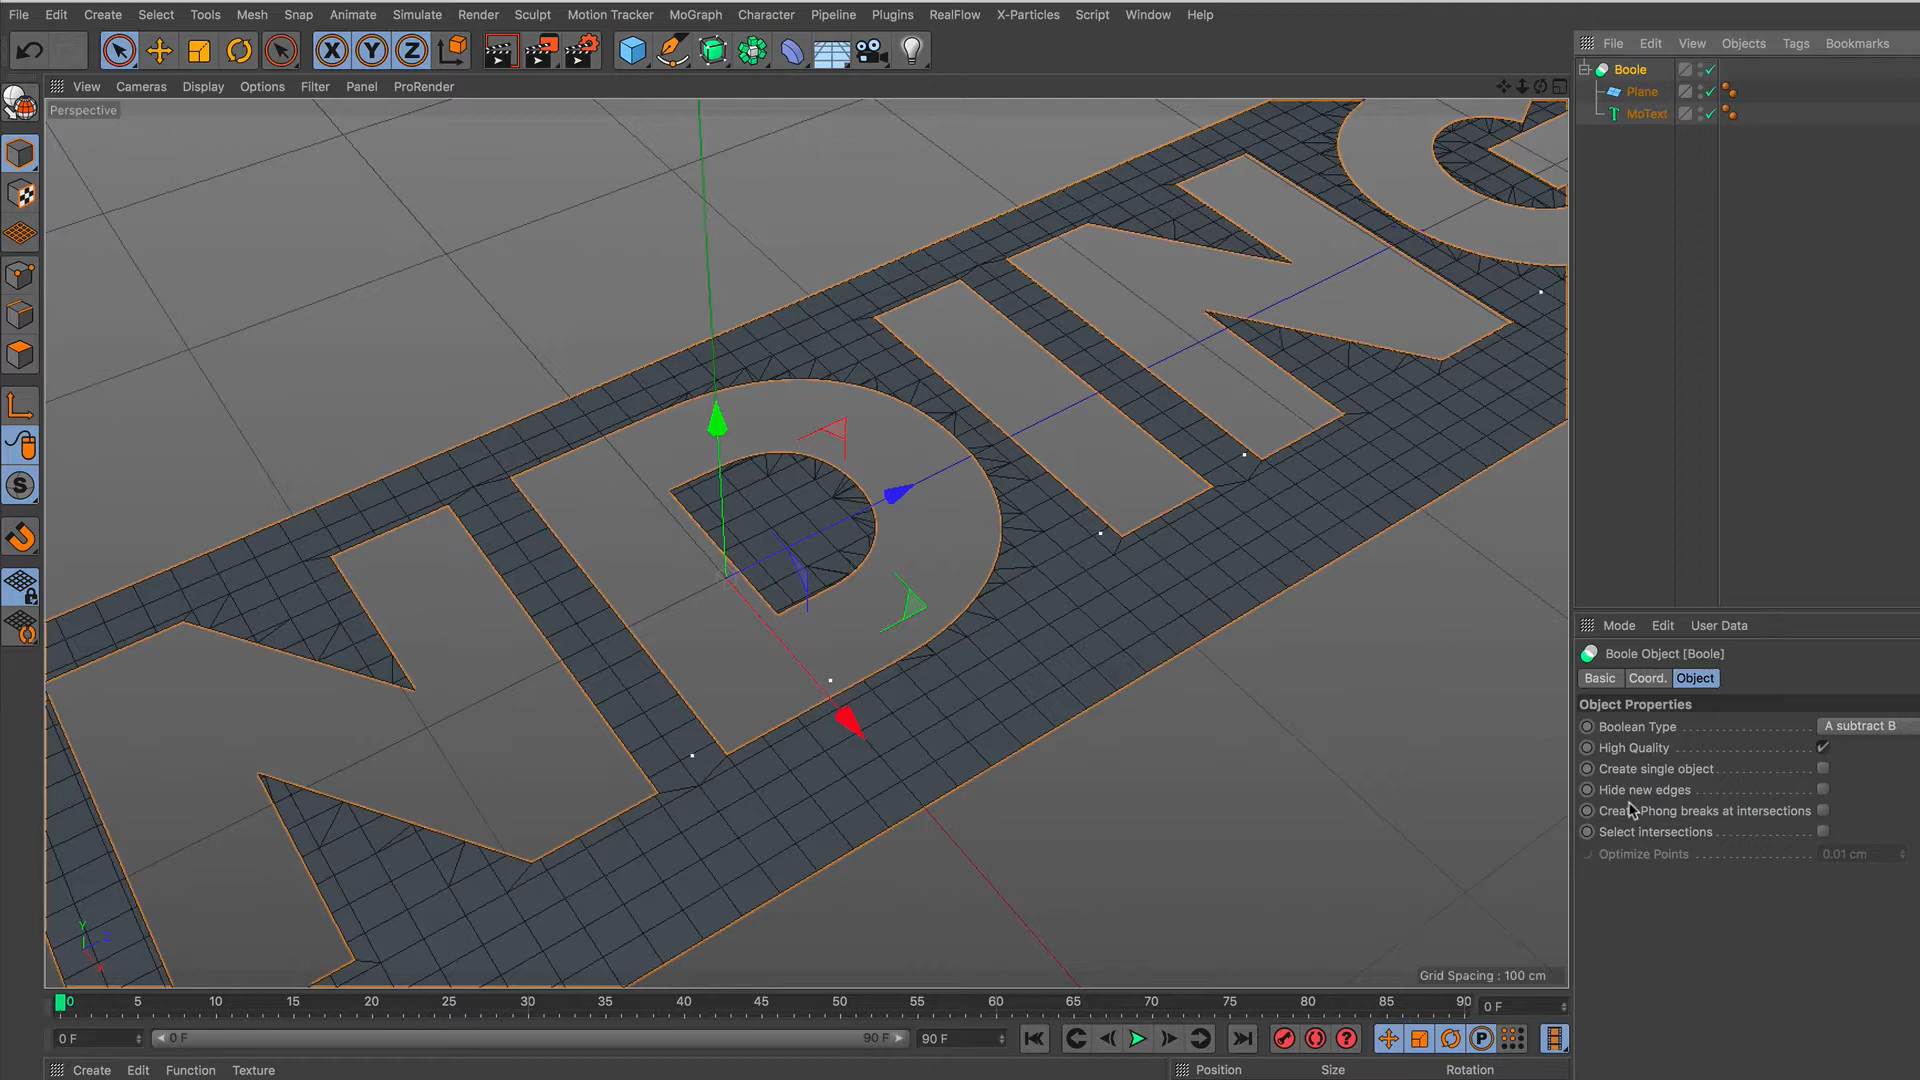 File Edit Create Select Tools Mesh Snap Animate Simulate Render Sculpt Motion Tracker MoGraph Character Pipeline Plugins RealFlow X-Particles Script Window Help
X Y Z
File Edit View Objects Tags Bookmarks
Boole
Plane
MoText
View Cameras Display Options Filter Panel ProRender
Perspective
NDING
S
Y
Z
X
Grid Spacing : 100 cm
Mode Edit User Data
Boole Object [Boole]
Basic Coord. Object
Object Properties
Boolean Type A subtract B
High Quality
Create single object
Hide new edges
Create Phong breaks at intersections
Select intersections
Optimize Points 0.01 cm
0 5 10 15 20 25 30 35 40 45 50 55 60 65 70 75 80 85 90 0 F
0 F 0 F 90 F 90 F
P
Create Edit Function Texture
Position Size Rotation